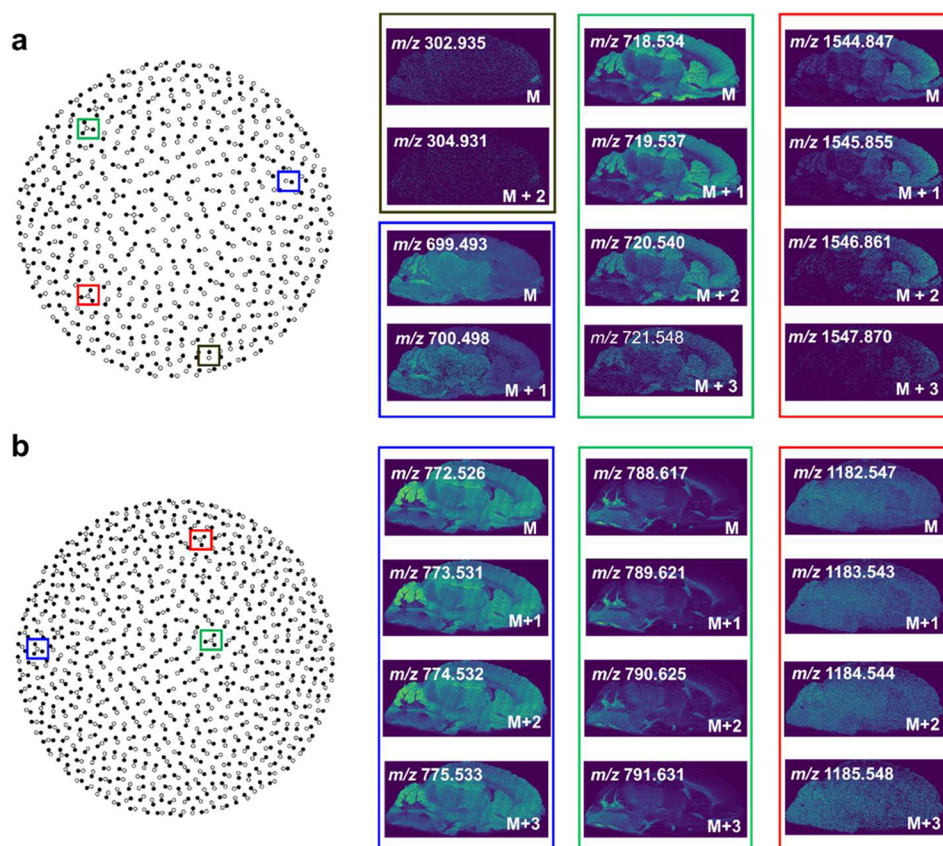 a
m/z 302.935
M
m/z 304.931
M + 2
m/z 699.493
M
m/z 700.498
M + 1
m/z 718.534
M
m/z 719.537
M + 1
m/z 720.540
M + 2
m/z 721.548
M + 3
m/z 1544.847
M
m/z 1545.855
M + 1
m/z 1546.861
M + 2
m/z 1547.870
M + 3
b
m/z 772.526
M
m/z 773.531
M+1
m/z 774.532
M+2
m/z 775.533
M+3
m/z 788.617
M
m/z 789.621
M+1
m/z 790.625
M+2
m/z 791.631
M+3
m/z 1182.547
M
m/z 1183.543
M+1
m/z 1184.544
M+2
m/z 1185.548
M+3